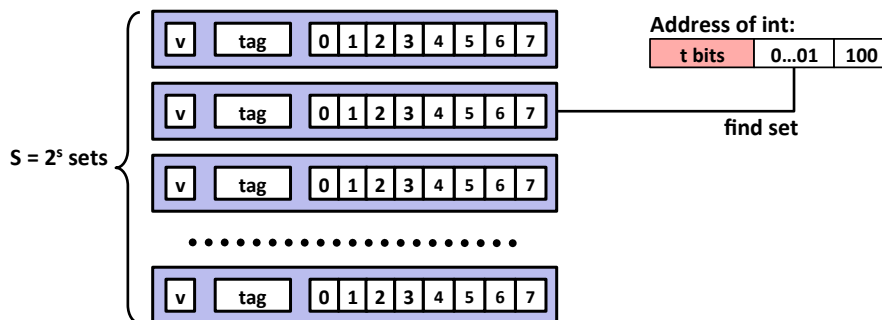 Address of int:
v tag 0 1 2 3 4 5 6 7
t bits 0...01 100
v tag 0 1 2 3 4 5 6 7
find set
S = 2ˢ sets
v tag 0 1 2 3 4 5 6 7
v tag 0 1 2 3 4 5 6 7